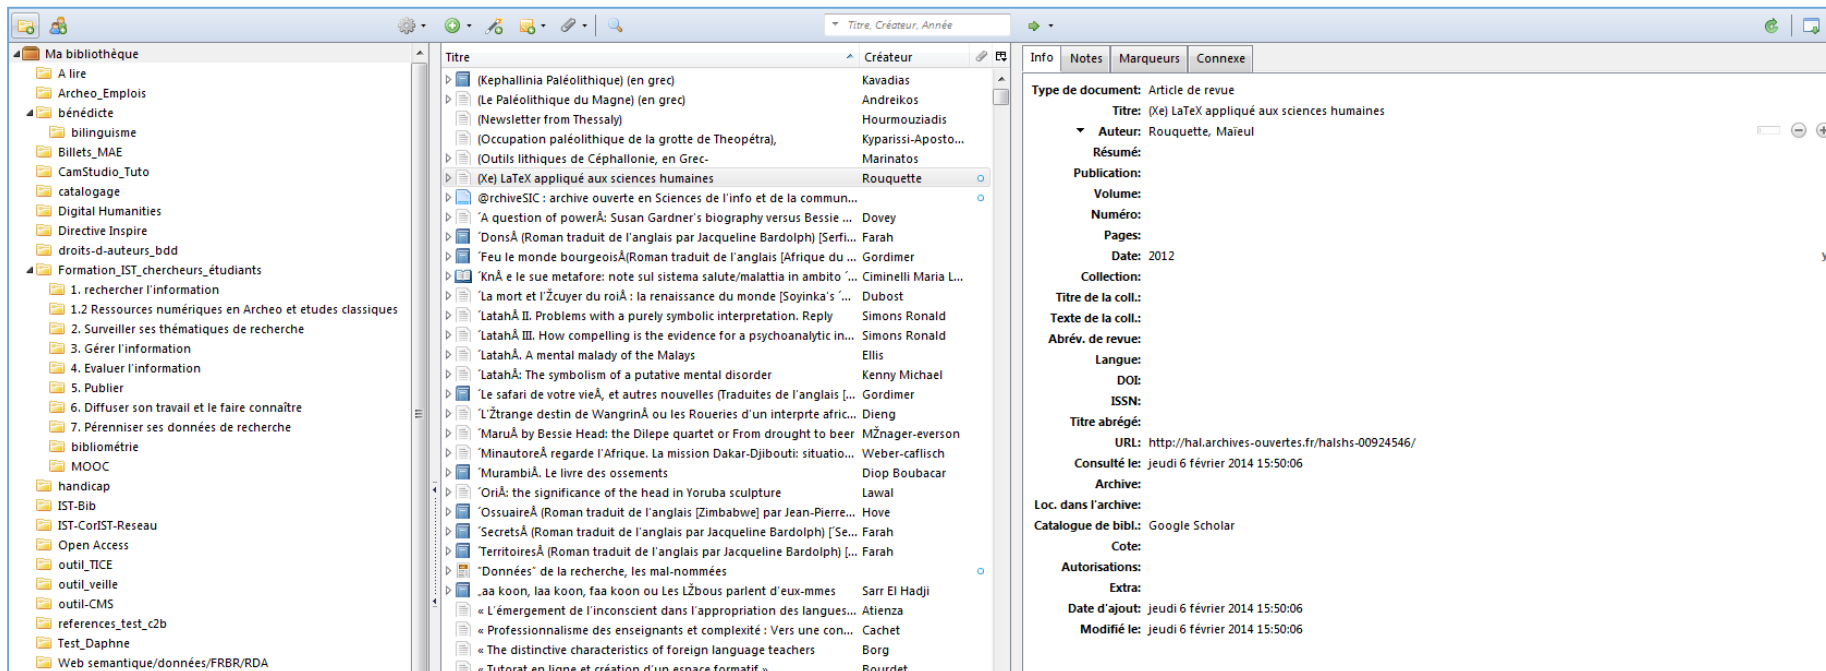 Titre, Créateur, Année
Ma bibliothèque
A lire
Archeo_Emplois
bénédicte
bilinguisme
Billets_MAE
CamStudio_Tuto
catalogage
Digital Humanities
Directive Inspire
droits-d-auteurs_bdd
Formation_IST_chercheurs_étudiants
1. rechercher l'information
1.2 Ressources numériques en Archeo et etudes classiques
2. Surveiller ses thématiques de recherche
3. Gérer l'information
4. Evaluer l'information
5. Publier
6. Diffuser son travail et le faire connaître
7. Pérenniser ses données de recherche
bibliométrie
MOOC
handicap
IST-Bib
IST-CorIST-Reseau
Open Access
outil_TICE
outil_veille
outil-CMS
references_test_c2b
Test_Daphne
Web semantique/données/FRBR/RDA
Titre Créateur
(Kephallinia Paléolithique) (en grec) Kavadias
(Le Paléolithique du Magne) (en grec) Andreikos
(Newsletter from Thessaly) Hourmouziadis
(Occupation paléolithique de la grotte de Theopétra), Kyparissi-Aposto...
(Outils lithiques de Céphallonie, en Grec- Marinatos
(Xe) LaTeX appliqué aux sciences humaines Rouquette
@rchiveSIC : archive ouverte en Sciences de l'info et de la commun...
´A question of powerÂ: Susan Gardner's biography versus Bessie ... Dovey
´DonsÂ (Roman traduit de l'anglais par Jacqueline Bardolph) [Serfi... Farah
´Feu le monde bourgeoisÂ(Roman traduit de l'anglais [Afrique du ... Gordimer
´KnÂ e le sue metafore: note sul sistema salute/malattia in ambito ´... Ciminelli Maria L...
´La mort et l'Žcuyer du roiÂ : la renaissance du monde [Soyinka's ´... Dubost
´LatahÂ II. Problems with a purely symbolic interpretation. Reply Simons Ronald
´LatahÂ III. How compelling is the evidence for a psychoanalytic in... Simons Ronald
´LatahÂ. A mental malady of the Malays Ellis
´LatahÂ: The symbolism of a putative mental disorder Kenny Michael
´Le safari de votre vieÂ, et autres nouvelles (Traduites de l'anglais [... Gordimer
´L'Žtrange destin de WangrinÂ ou les Roueries d'un interprte afric... Dieng
´MaruÂ by Bessie Head: the Dilepe quartet or From drought to beer MŽnager-everson
´MinautoreÂ regarde l'Afrique. La mission Dakar-Djibouti: situatio... Weber-caflisch
´MurambiÂ. Le livre des ossements Diop Boubacar
´OriÂ: the significance of the head in Yoruba sculpture Lawal
´OssuaireÂ (Roman traduit de l'anglais [Zimbabwe] par Jean-Pierre... Hove
´SecretsÂ (Roman traduit de l'anglais par Jacqueline Bardolph) [´Se... Farah
´TerritoiresÂ (Roman traduit de l'anglais par Jacqueline Bardolph) [... Farah
"Données" de la recherche, les mal-nommées
„aa koon, laa koon, faa koon ou Les LŽbous parlent d'eux-mmes Sarr El Hadji
« L'émergement de l'inconscient dans l'appropriation des langues... Atienza
« Professionnalisme des enseignants et complexité : Vers une con... Cachet
« The distinctive characteristics of foreign language teachers Borg
« Tutorat en ligne et création d'un espace formatif » Bourdet
Info Notes Marqueurs Connexe
Type de document: Article de revue
Titre: (Xe) LaTeX appliqué aux sciences humaines
Auteur: Rouquette, Maïeul
Résumé:
Publication:
Volume:
Numéro:
Pages:
Date: 2012 y
Collection:
Titre de la coll.:
Texte de la coll.:
Abrév. de revue:
Langue:
DOI:
ISSN:
Titre abrégé:
URL: http://hal.archives-ouvertes.fr/halshs-00924546/
Consulté le: jeudi 6 février 2014 15:50:06
Archive:
Loc. dans l'archive:
Catalogue de bibl.: Google Scholar
Cote:
Autorisations:
Extra:
Date d'ajout: jeudi 6 février 2014 15:50:06
Modifié le: jeudi 6 février 2014 15:50:06